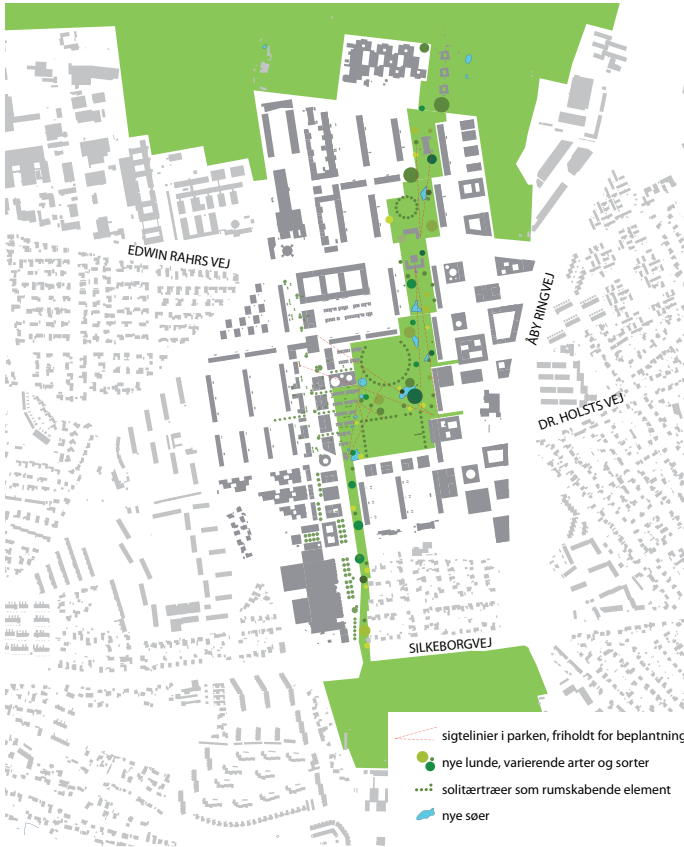 EDWIN RAHRS VEJ
ÅBY RINGVEJ
DR. HOLSTS VEJ
SILKEBORGVEJ
sigtelinier i parken, friholdt for beplantning
nye lunde, varierende arter og sorter
solitærtræer som rumskabende element
nye søer